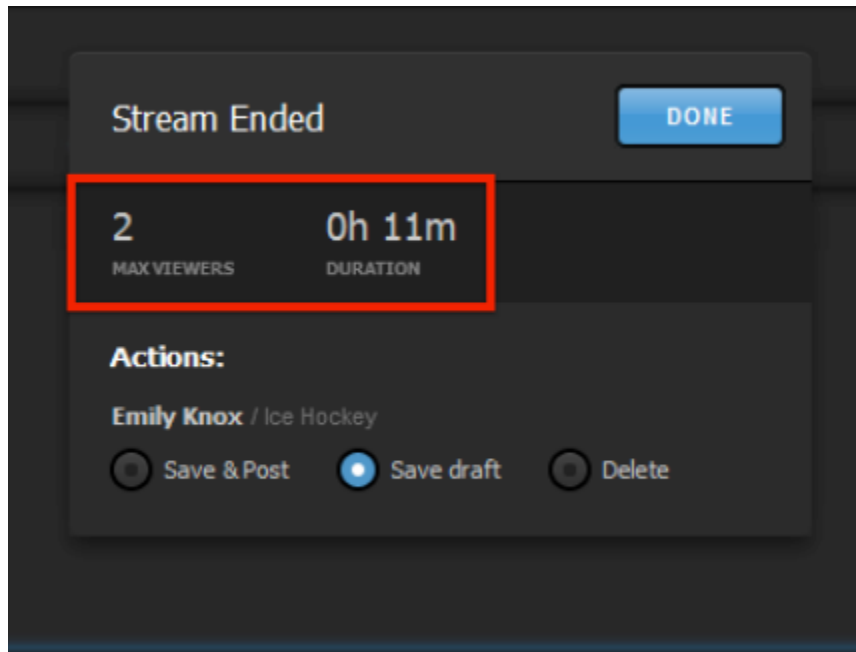 Stream Ended
DONE
2 0h 11m
MAX VIEWERS DURATION
Actions:
Emily Knox / Ice Hockey
Save & Post Save draft Delete